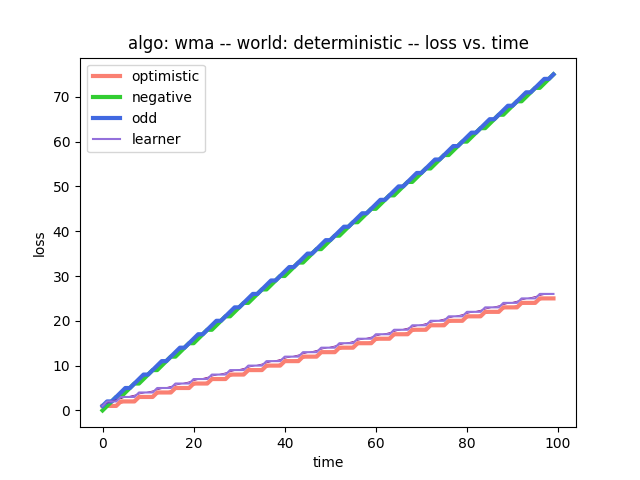 algo: wma -- world: deterministic -- loss vs. time
optimistic
negative
odd
learner
70
60
50
40
30
20
10
0
loss
0 20 40 60 80 100
time